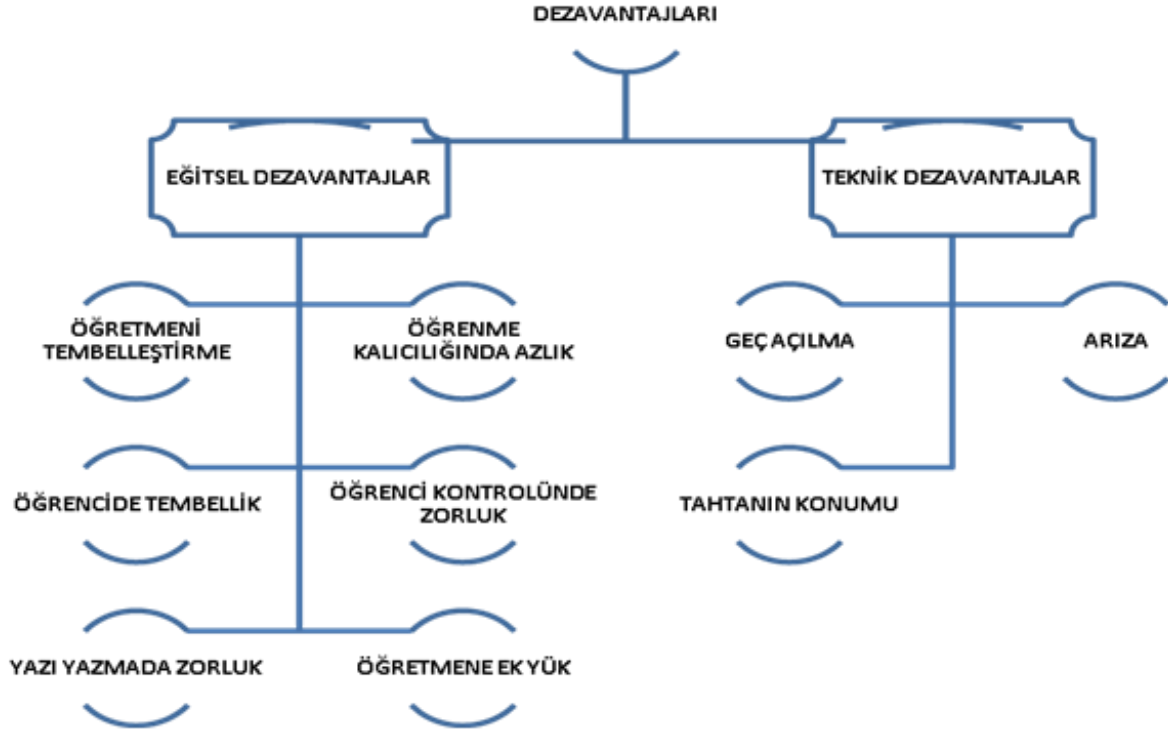 DEZAVANTAJLARI
EĞİTSEL DEZAVANTAJLAR
TEKNİK DEZAVANTAJLAR
ÖĞRETMENİ
TEMBELLEŞTİRME
ÖĞRENME
KALICILIĞINDA AZLIK
GEÇ AÇILMA
ARIZA
ÖĞRENCİDE TEMBELLİK
ÖĞRENCİ KONTROLÜNDE
ZORLUK
TAHTANIN KONUMU
YAZI YAZMADA ZORLUK
ÖĞRETMENE EK YÜK